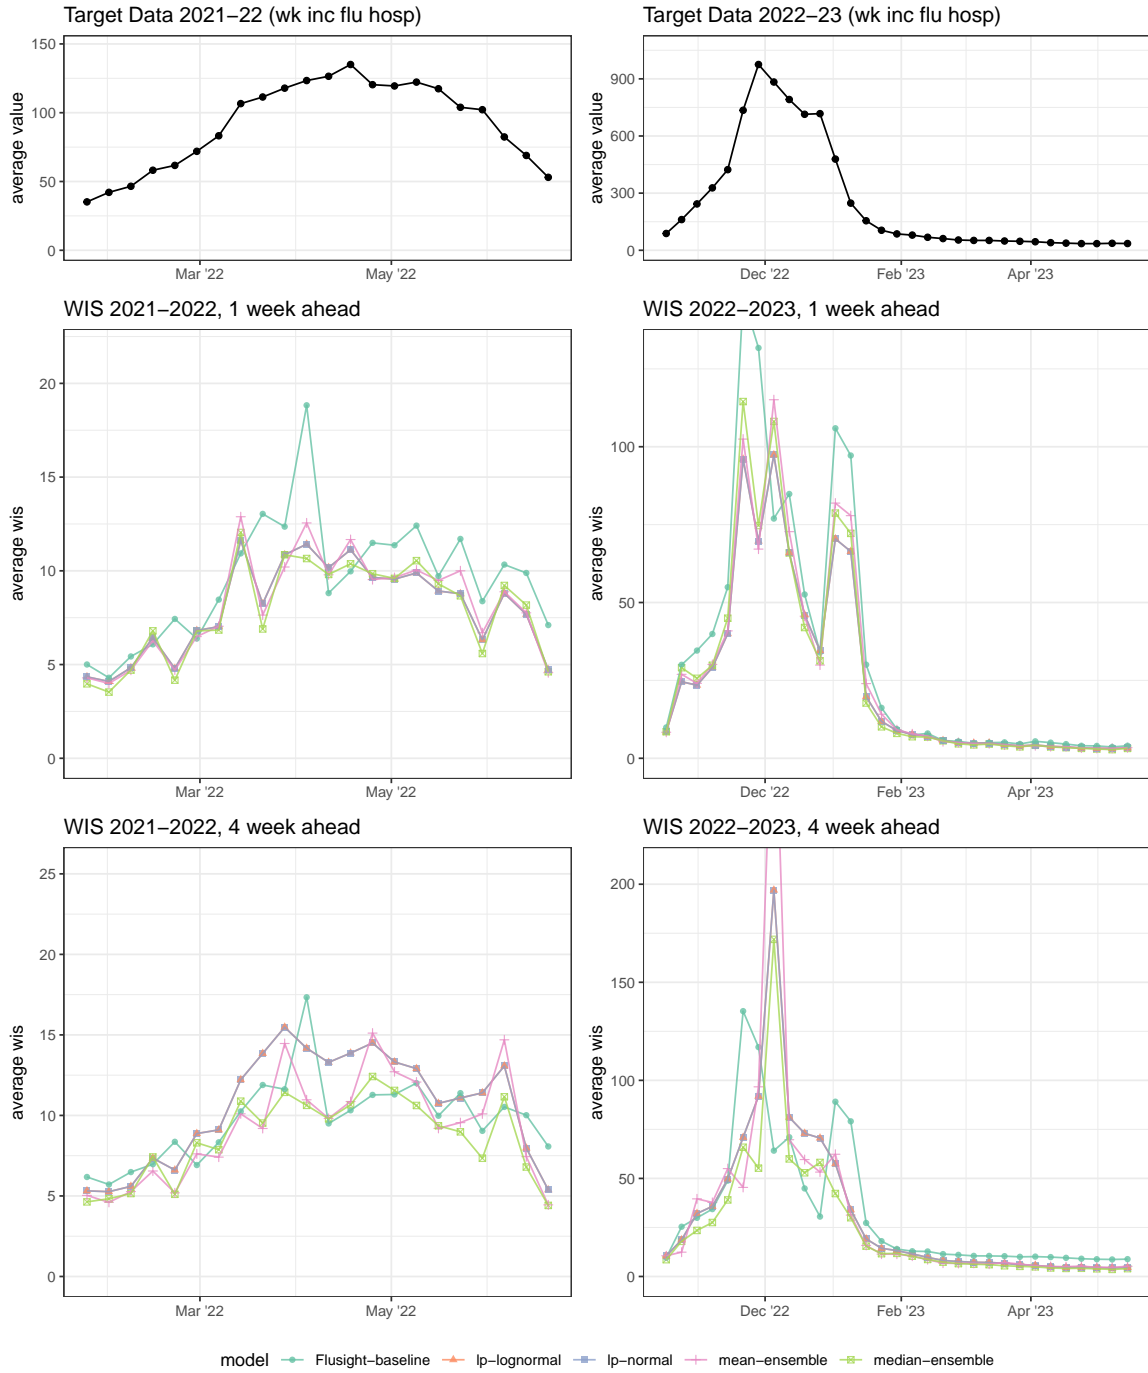 Target Data 2021−22 (wk inc flu hosp)
Target Data 2022−23 (wk inc flu hosp)
average value
150
100
50
0
Mar '22
May '22
average value
900
600
300
0
Dec '22
Feb '23
Apr '23
WIS 2021−2022, 1 week ahead
WIS 2022−2023, 1 week ahead
average wis
20
15
10
5
0
Mar '22
May '22
average wis
100
50
0
Dec '22
Feb '23
Apr '23
WIS 2021−2022, 4 week ahead
WIS 2022−2023, 4 week ahead
average wis
25
20
15
10
5
0
Mar '22
May '22
average wis
200
150
100
50
0
Dec '22
Feb '23
Apr '23
model Flusight−baseline lp−lognormal lp−normal mean−ensemble median−ensemble